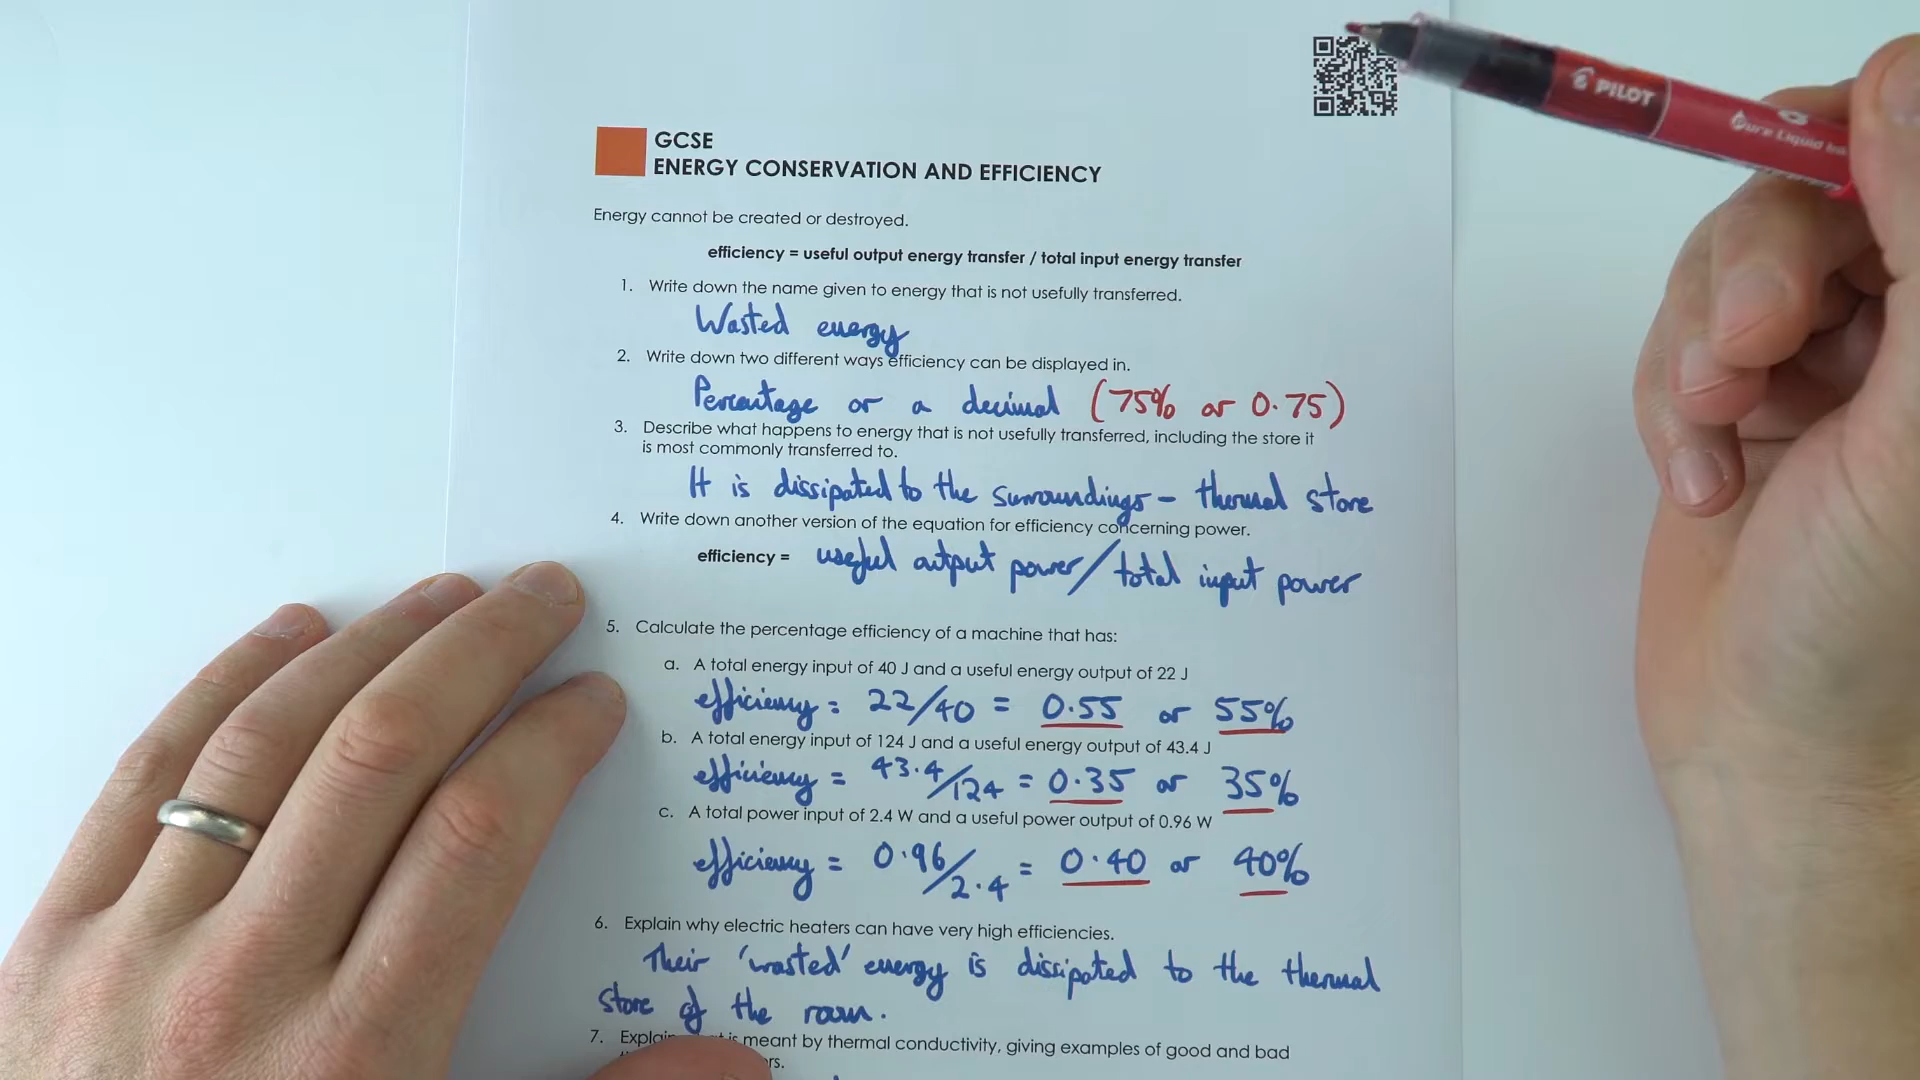 GCSE
ENERGY CONSERVATION AND EFFICIENCY
Energy cannot be created or destroyed.
efficiency = useful output energy transfer / total input energy transfer
1. Write down the name given to energy that is not usefully transferred.
Wasted energy
2. Write down two different ways efficiency can be displayed in.
Percentage or a decimal (75% or 0.75)
3. Describe what happens to energy that is not usefully transferred, including the store it
is most commonly transferred to.
It is dissipated to the surroundings - thermal store
4. Write down another version of the equation for efficiency concerning power.
efficiency = useful output power/total input power
5. Calculate the percentage efficiency of a machine that has:
a. A total energy input of 40 J and a useful energy output of 22 J
efficiency = 22/40 = 0.55 or 55%
b. A total energy input of 124 J and a useful energy output of 43.4 J
efficiency = 43.4/124 = 0.35 or 35%
c. A total power input of 2.4 W and a useful power output of 0.96 W
efficiency = 0.96/2.4 = 0.40 or 40%
6. Explain why electric heaters can have very high efficiencies.
Their 'wasted' energy is dissipated to the thermal
store of the room.
7. Explain is meant by thermal conductivity, giving examples of good and bad
PILOT
Pure Liquid Ink